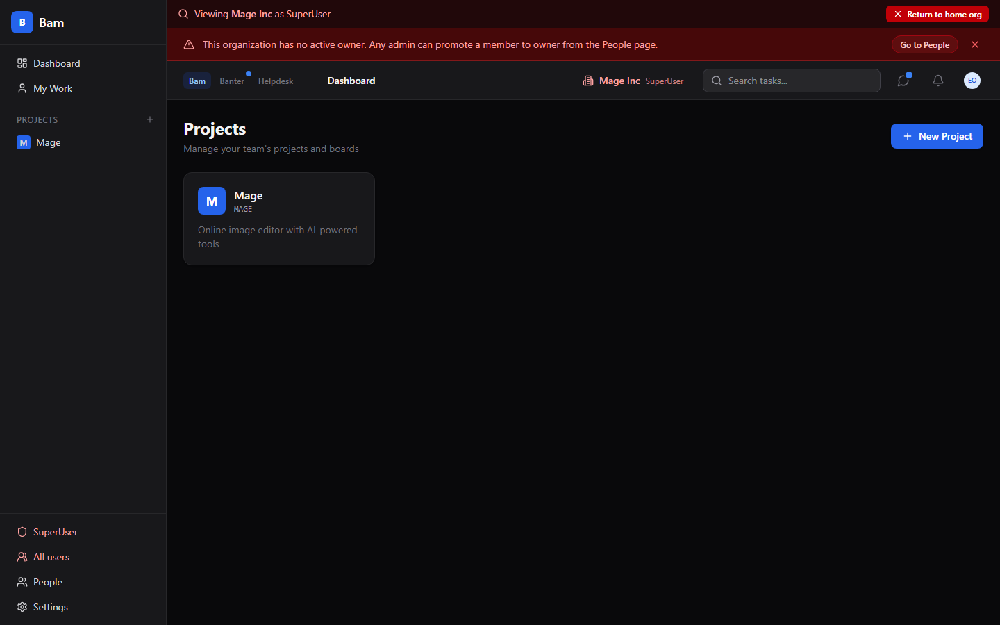 B Bam
Viewing Mage Inc as SuperUser
Return to home org
This organization has no active owner. Any admin can promote a member to owner from the People page.
Go to People
Bam
Banter
Helpdesk
Dashboard
Mage Inc SuperUser
Search tasks...
EO
Dashboard
My Work
PROJECTS
M Mage
Projects
Manage your team's projects and boards
New Project
M
Mage
MAGE
Online image editor with AI-powered
tools
SuperUser
All users
People
Settings